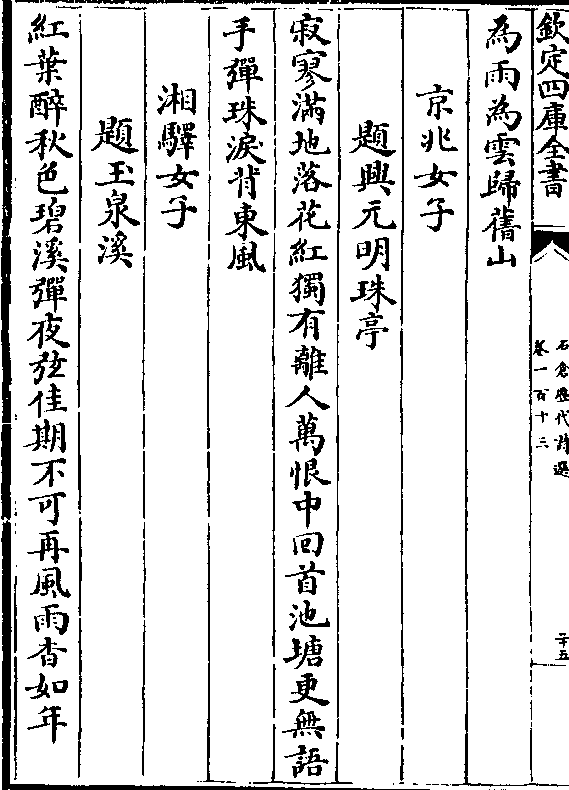 欽定四庫全書
石倉歷代詩選
卷一百十三
二十五
為雨為雲歸舊山
京兆女子
題興元明珠亭
寂寥滿地落花紅獨有離人萬恨中回首池塘更無語
手彈珠淚背東風
湘驛女子
題玉泉溪
紅葉醉秋色碧溪彈夜弦佳期不可再風雨杳如年